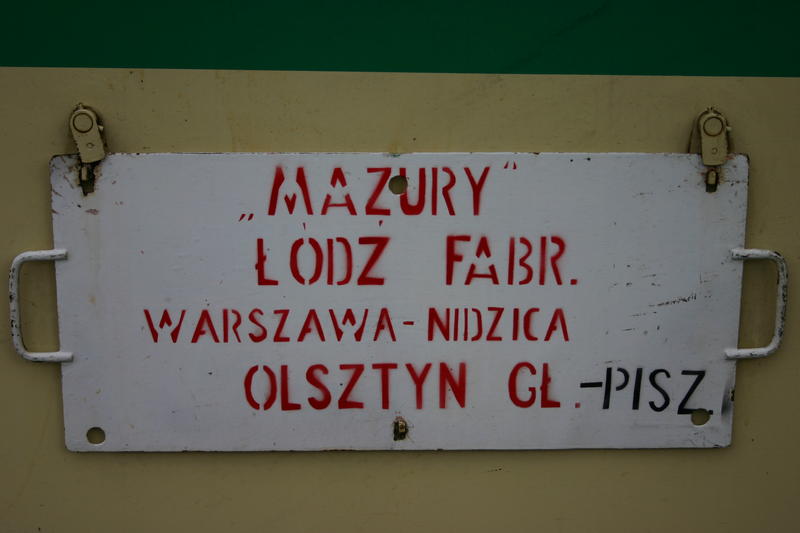 „MAZURY”
ŁÓDŹ FABR.
WARSZAWA-NIDZICA
OLSZTYN GŁ.-PISZ.